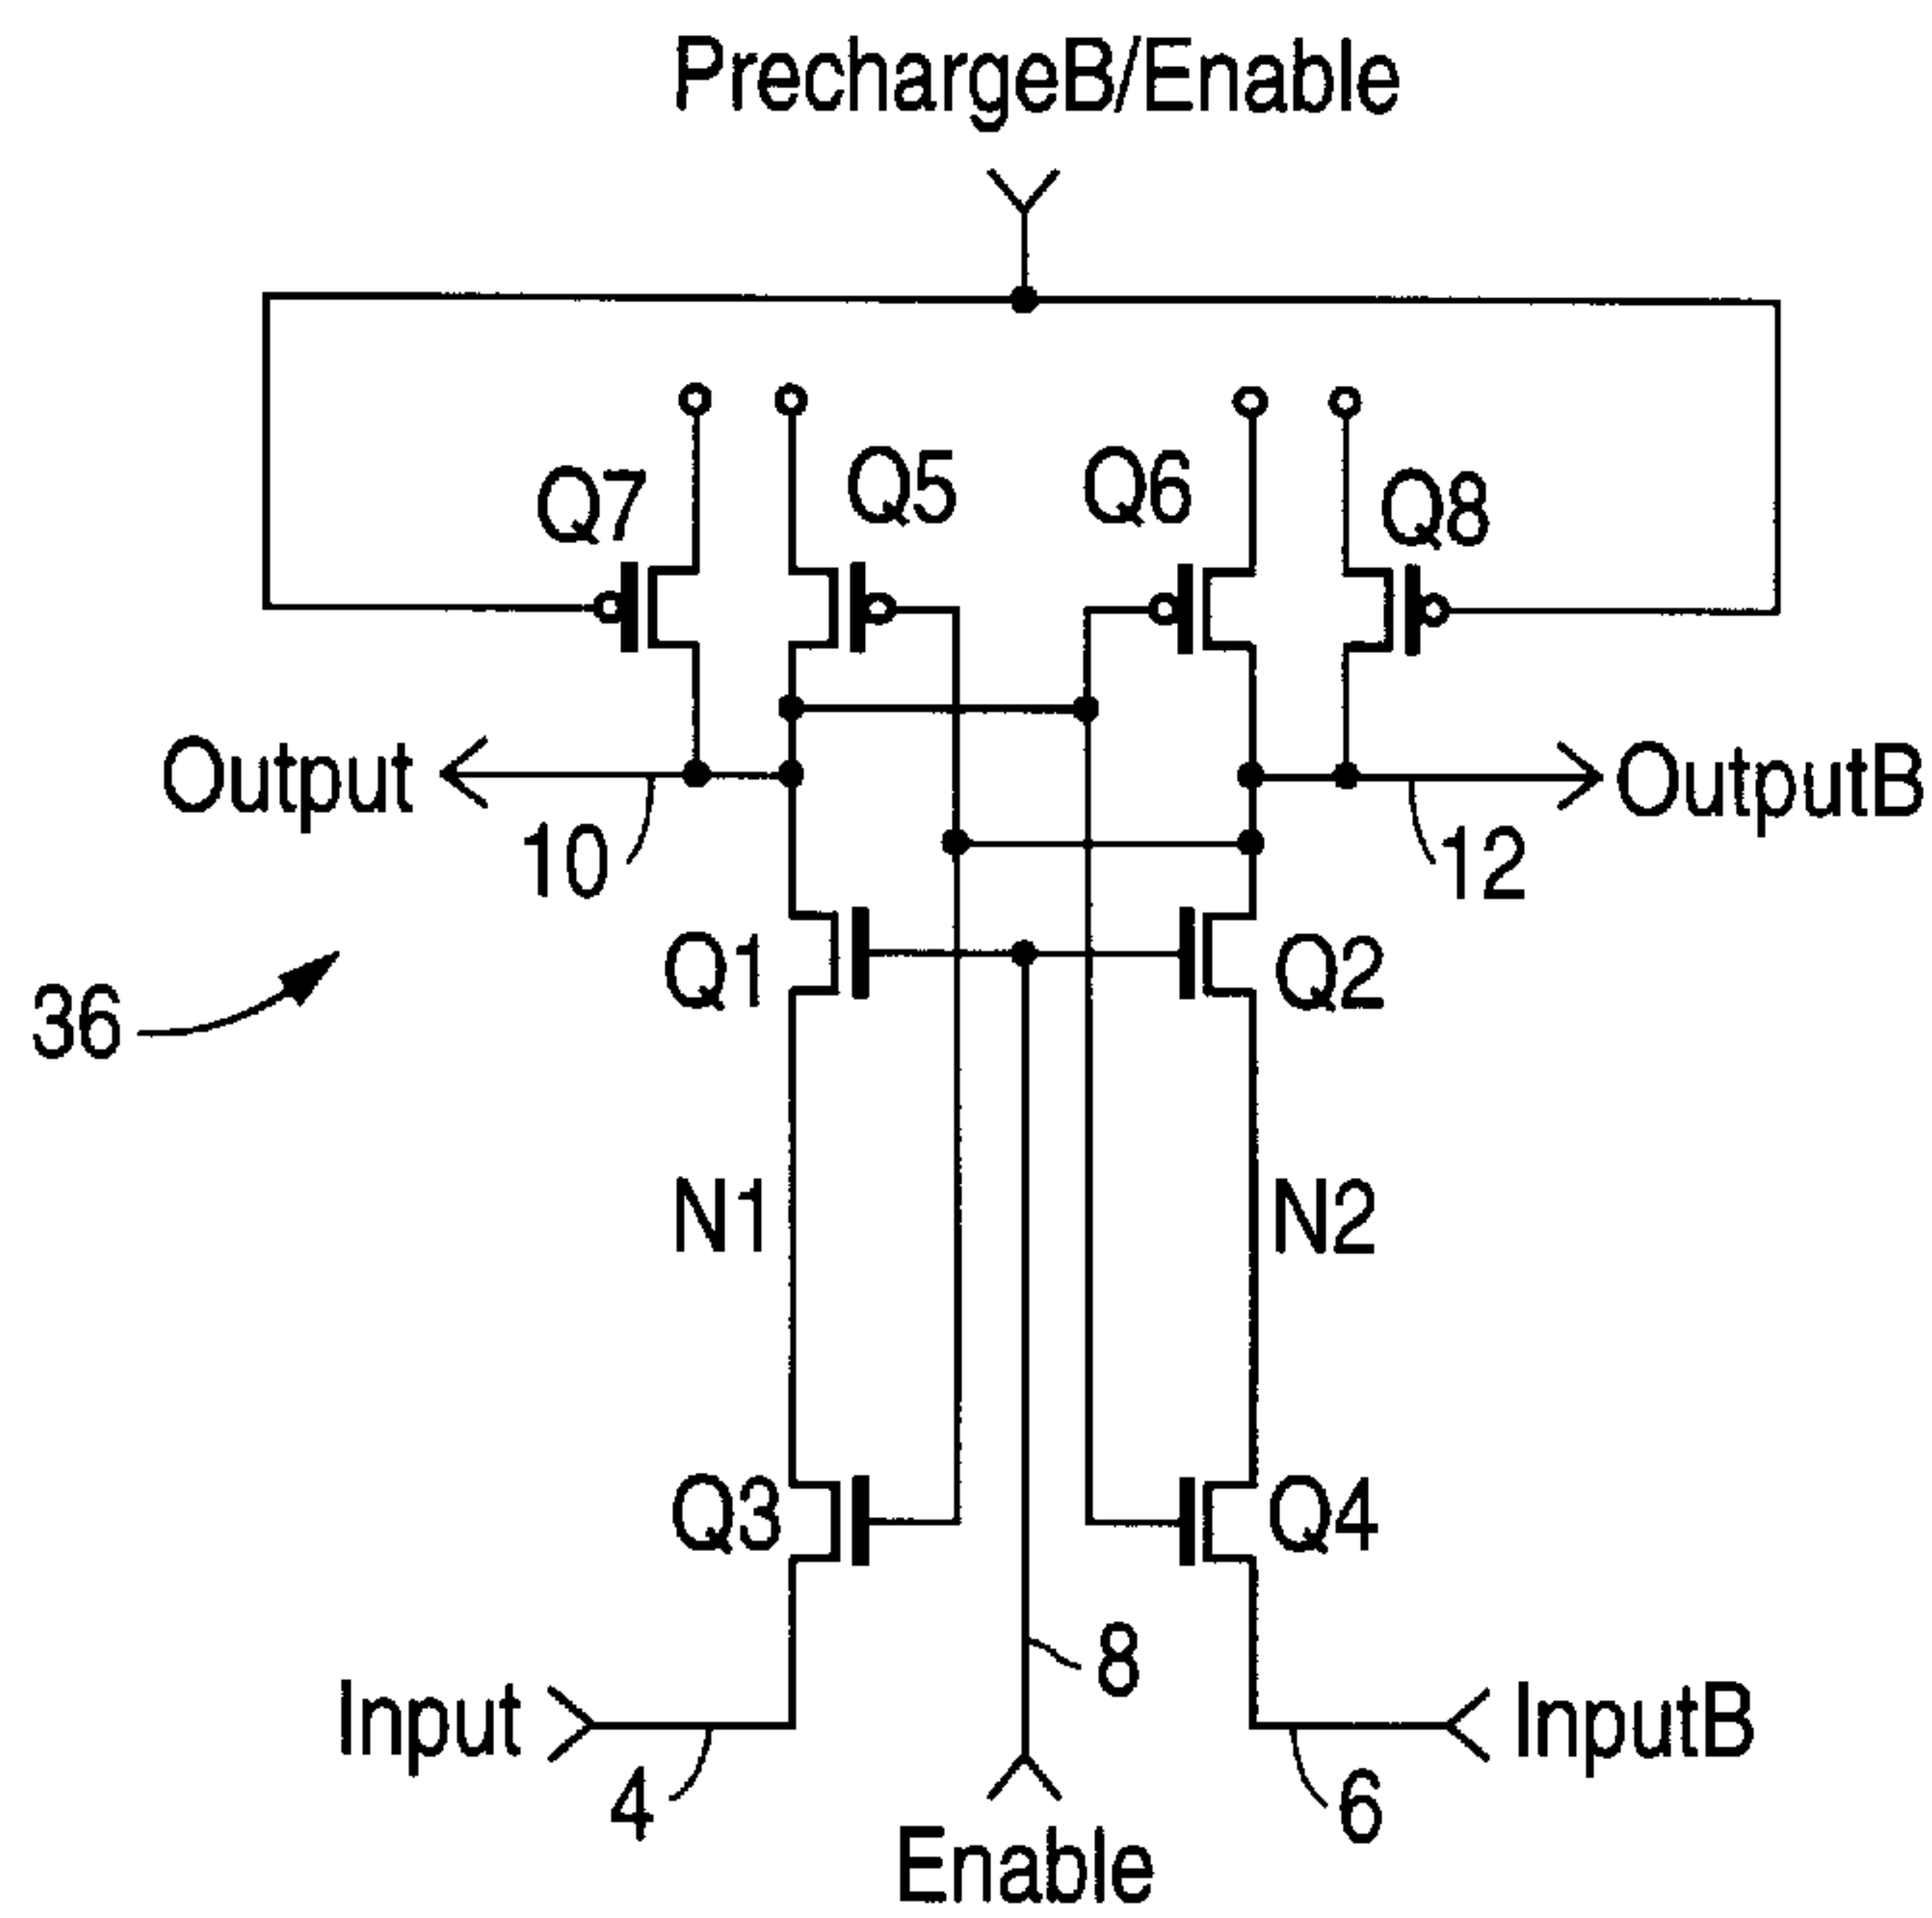 PrechargeB/Enable
Q7
Q5
Q6
Q8
Output
OutputB
10
12
Q1
Q2
36
N1
N2
Q3
Q4
8
Input
InputB
4
6
Enable